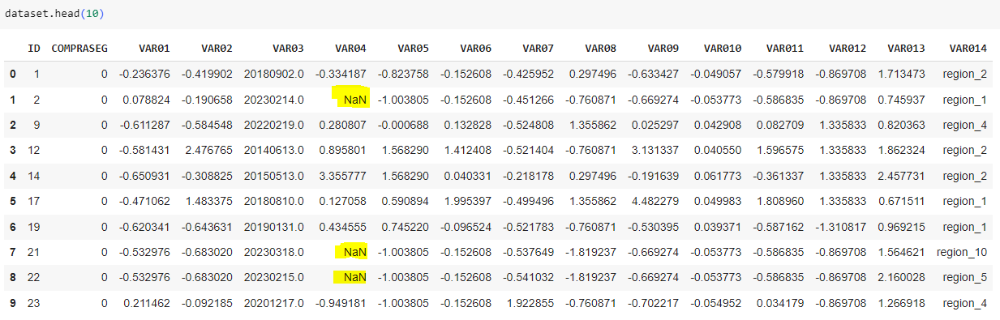 dataset.head(10)
ID COMPRASEG VAR01 VAR02 VAR03 VAR04 VAR05 VAR06 VAR07 VAR08 VAR09 VAR010 VAR011 VAR012 VAR013 VAR014
0 1 0 -0.236376 -0.419902 20180902.0 -0.334187 -0.823758 -0.152608 -0.425952 0.297496 -0.633427 -0.049057 -0.579918 -0.869708 1.713473 region_2
1 2 0 0.078824 -0.190658 20230214.0 NaN -1.003805 -0.152608 -0.451266 -0.760871 -0.669274 -0.053773 -0.586835 -0.869708 0.745937 region_1
2 9 0 -0.611287 -0.584548 20220219.0 0.280807 -0.000688 0.132828 -0.524808 1.355862 0.025297 0.042908 0.082709 1.335833 0.820363 region_4
3 12 0 -0.581431 2.476765 20140613.0 0.895801 1.568290 1.412408 -0.521404 -0.760871 3.131337 0.040550 1.596575 1.335833 1.862324 region_2
4 14 0 -0.650931 -0.308825 20150513.0 3.355777 1.568290 0.040331 -0.218178 0.297496 -0.191639 0.061773 -0.361337 1.335833 2.457731 region_2
5 17 0 -0.471062 1.483375 20180810.0 0.127058 0.590894 1.995397 -0.499496 1.355862 4.482279 0.049983 1.808960 1.335833 0.671511 region_1
6 19 0 -0.620341 -0.643631 20190131.0 0.434555 0.745220 -0.096524 -0.521783 -0.760871 -0.530395 0.039371 -0.587162 -1.310817 0.969215 region_1
7 21 0 -0.532976 -0.683020 20230318.0 NaN -1.003805 -0.152608 -0.537649 -1.819237 -0.669274 -0.053773 -0.586835 -0.869708 1.564621 region_10
8 22 0 -0.532976 -0.683020 20230215.0 NaN -1.003805 -0.152608 -0.541032 -1.819237 -0.669274 -0.053773 -0.586835 -0.869708 2.160028 region_5
9 23 0 0.211462 -0.092185 20201217.0 -0.949181 -1.003805 -0.152608 1.922855 -0.760871 -0.702217 -0.054952 0.034179 -0.869708 1.266918 region_4